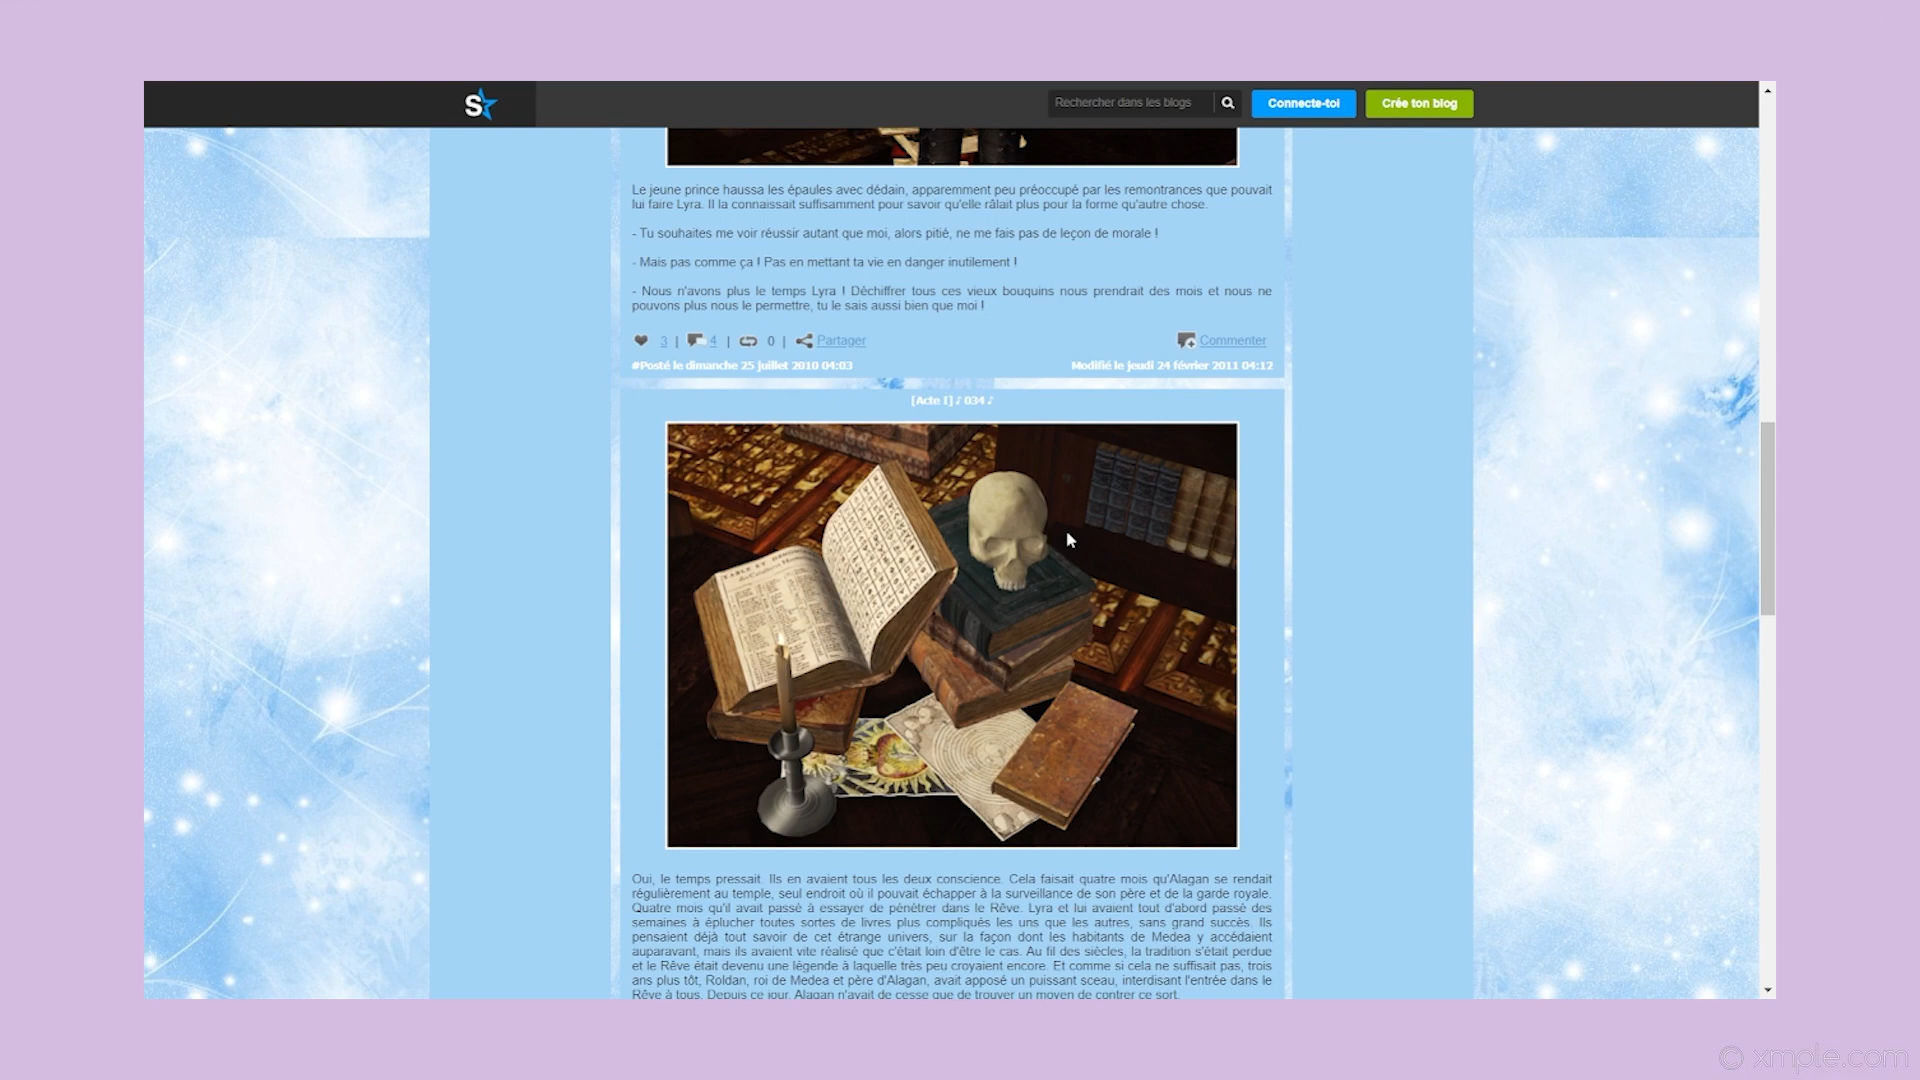 S
Rechercher dans les blogs
Connecte-toi
Crée ton blog
Le jeune prince haussa les épaules avec dédain, apparemment peu préoccupé par les remontrances que pouvait
lui faire Lyra. Il la connaissait suffisamment pour savoir qu'elle râlait plus pour la forme qu'autre chose.
- Tu souhaites me voir réussir autant que moi, alors pitié, ne me fais pas de leçon de morale !
- Mais pas comme ça ! Pas en mettant ta vie en danger inutilement !
- Nous n'avons plus le temps Lyra ! Déchiffrer tous ces vieux bouquins nous prendrait des mois et nous ne
pouvons plus nous le permettre, tu le sais aussi bien que moi !
3 | 4 | 0 | Partager
Commenter
#Posté le dimanche 25 juillet 2010 04:03
Modifié le jeudi 24 février 2011 04:12
[Acte I] ♪ 034 ♪
TABLE ET
Oui, le temps pressait. Ils en avaient tous les deux conscience. Cela faisait quatre mois qu'Alagan se rendait
régulièrement au temple, seul endroit où il pouvait échapper à la surveillance de son père et de la garde royale.
Quatre mois qu'il avait passé à essayer de pénétrer dans le Rêve. Lyra et lui avaient tout d'abord passé des
semaines à éplucher toutes sortes de livres plus compliqués les uns que les autres, sans grand succès. Ils
pensaient déjà tout savoir de cet étrange univers, sur la façon dont les habitants de Medea y accédaient
auparavant, mais ils avaient vite réalisé que c'était loin d'être le cas. Au fil des siècles, la tradition s'était perdue
et le Rêve était devenu une légende à laquelle très peu croyaient encore. Et comme si cela ne suffisait pas, trois
ans plus tôt, Roldan, roi de Medea et père d'Alagan, avait apposé un puissant sceau, interdisant l'entrée dans le
Rêve à tous. Depuis ce jour, Alagan n'avait de cesse que de trouver un moyen de contrer ce sort.
© xmple.com